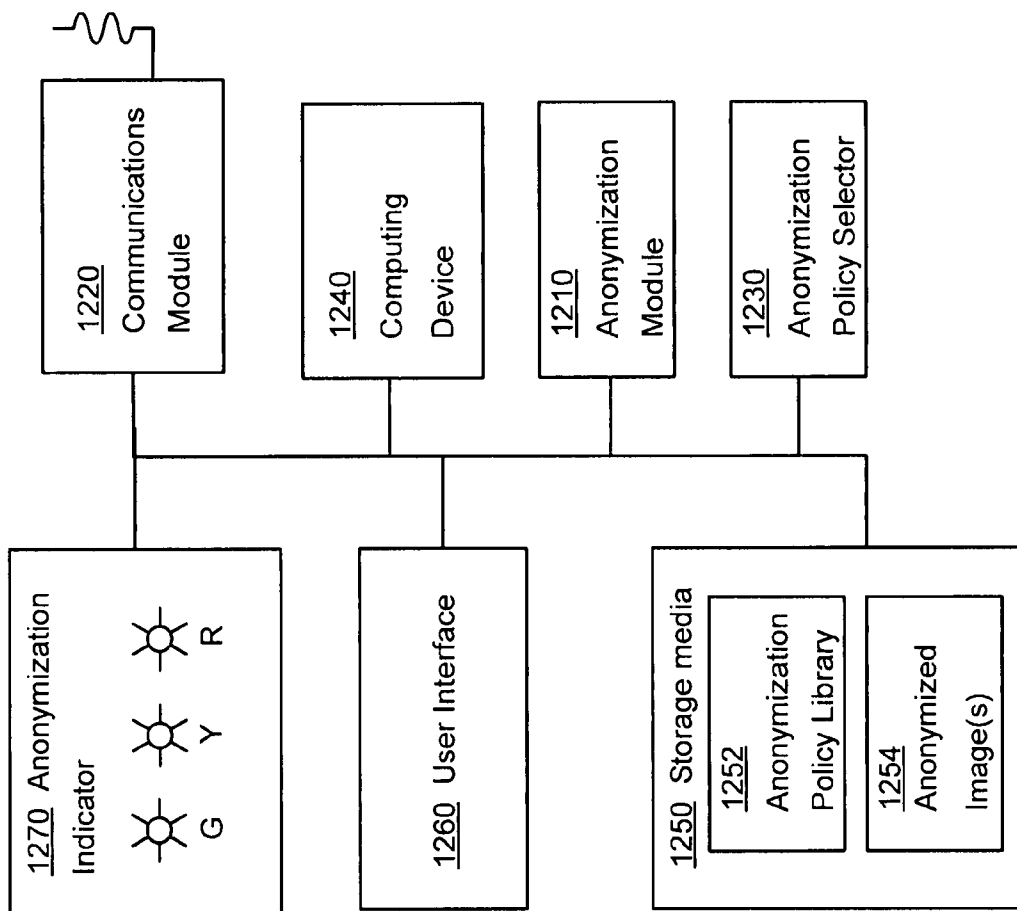 1270 Anonymization
Indicator
G Y R
1260 User Interface
1250 Storage media
1252
Anonymization
Policy Library
1254
Anonymized
Image(s)
1220
Communications
Module
1240
Computing
Device
1210
Anonymization
Module
1230
Anonymization
Policy Selector